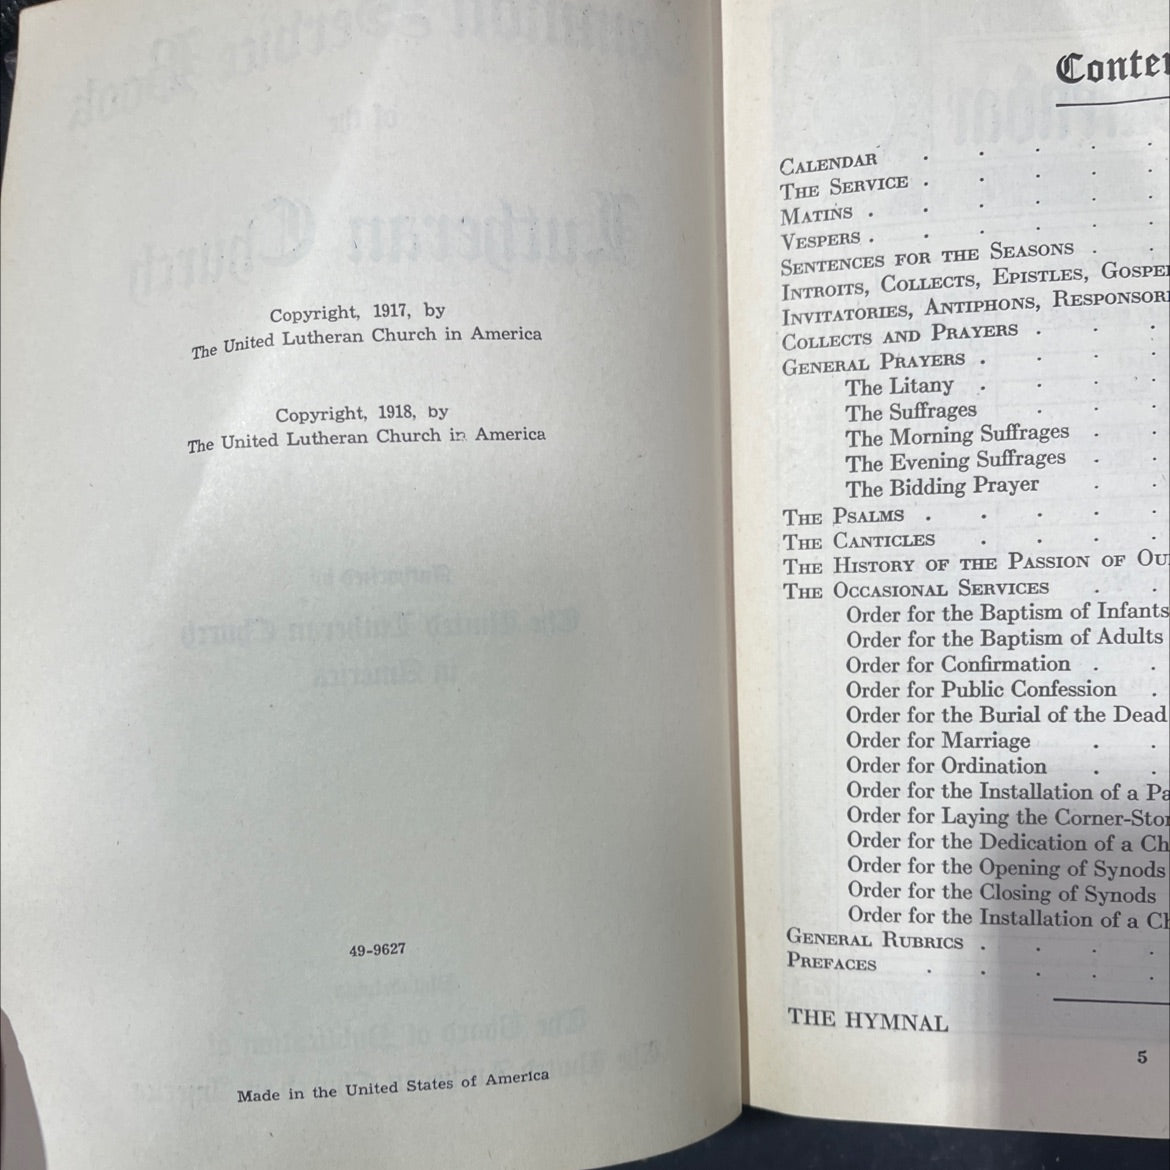 Copyright, 1917, by
The United Lutheran Church in America
Copyright, 1918, by
The United Lutheran Church in America
49-9627
Made in the United States of America
Conten
CALENDAR
THE SERVICE
MATINS
VESPERS
SENTENCES FOR THE SEASONS
INTROITS, COLLECTS, EPISTLES, GOSPE
INVITATORIES, ANTIPHONS, RESPONSOR
COLLECTS AND PRAYERS
GENERAL PRAYERS
The Litany
The Suffrages
The Morning Suffrages
The Evening Suffrages
The Bidding Prayer
THE PSALMS
THE CANTICLES
THE HISTORY OF THE PASSION OF OU
THE OCCASIONAL SERVICES
Order for the Baptism of Infants
Order for the Baptism of Adults
Order for Confirmation
Order for Public Confession
Order for the Burial of the Dead
Order for Marriage
Order for Ordination
Order for the Installation of a Pa
Order for Laying the Corner-Sto
Order for the Dedication of a Ch
Order for the Opening of Synods
Order for the Closing of Synods
Order for the Installation of a Ch
GENERAL RUBRICS
PREFACES
THE HYMNAL
5